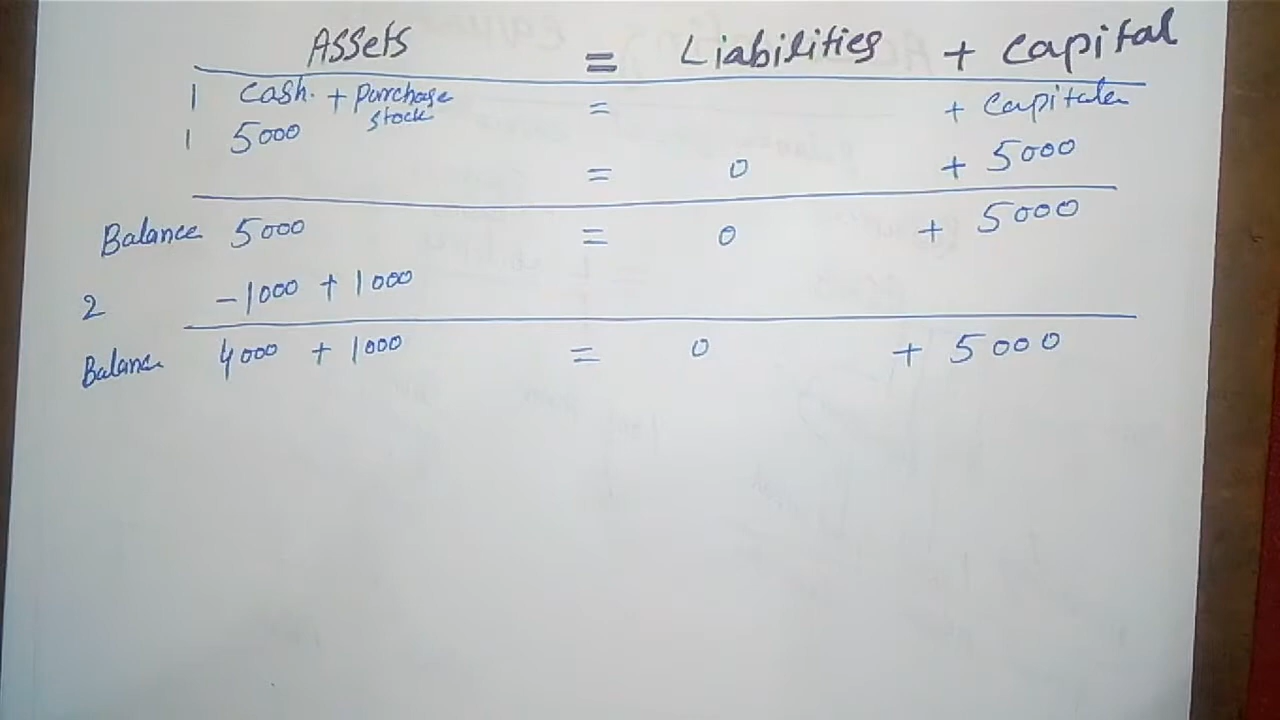 Assets = Liabilities + Capital
1 Cash. + Purchase = + Capital
stock
1 5000
= 0 + 5000
Balance 5000 = 0 + 5000
2 -1000 + 1000
Balance 4000 + 1000 = 0 + 5000